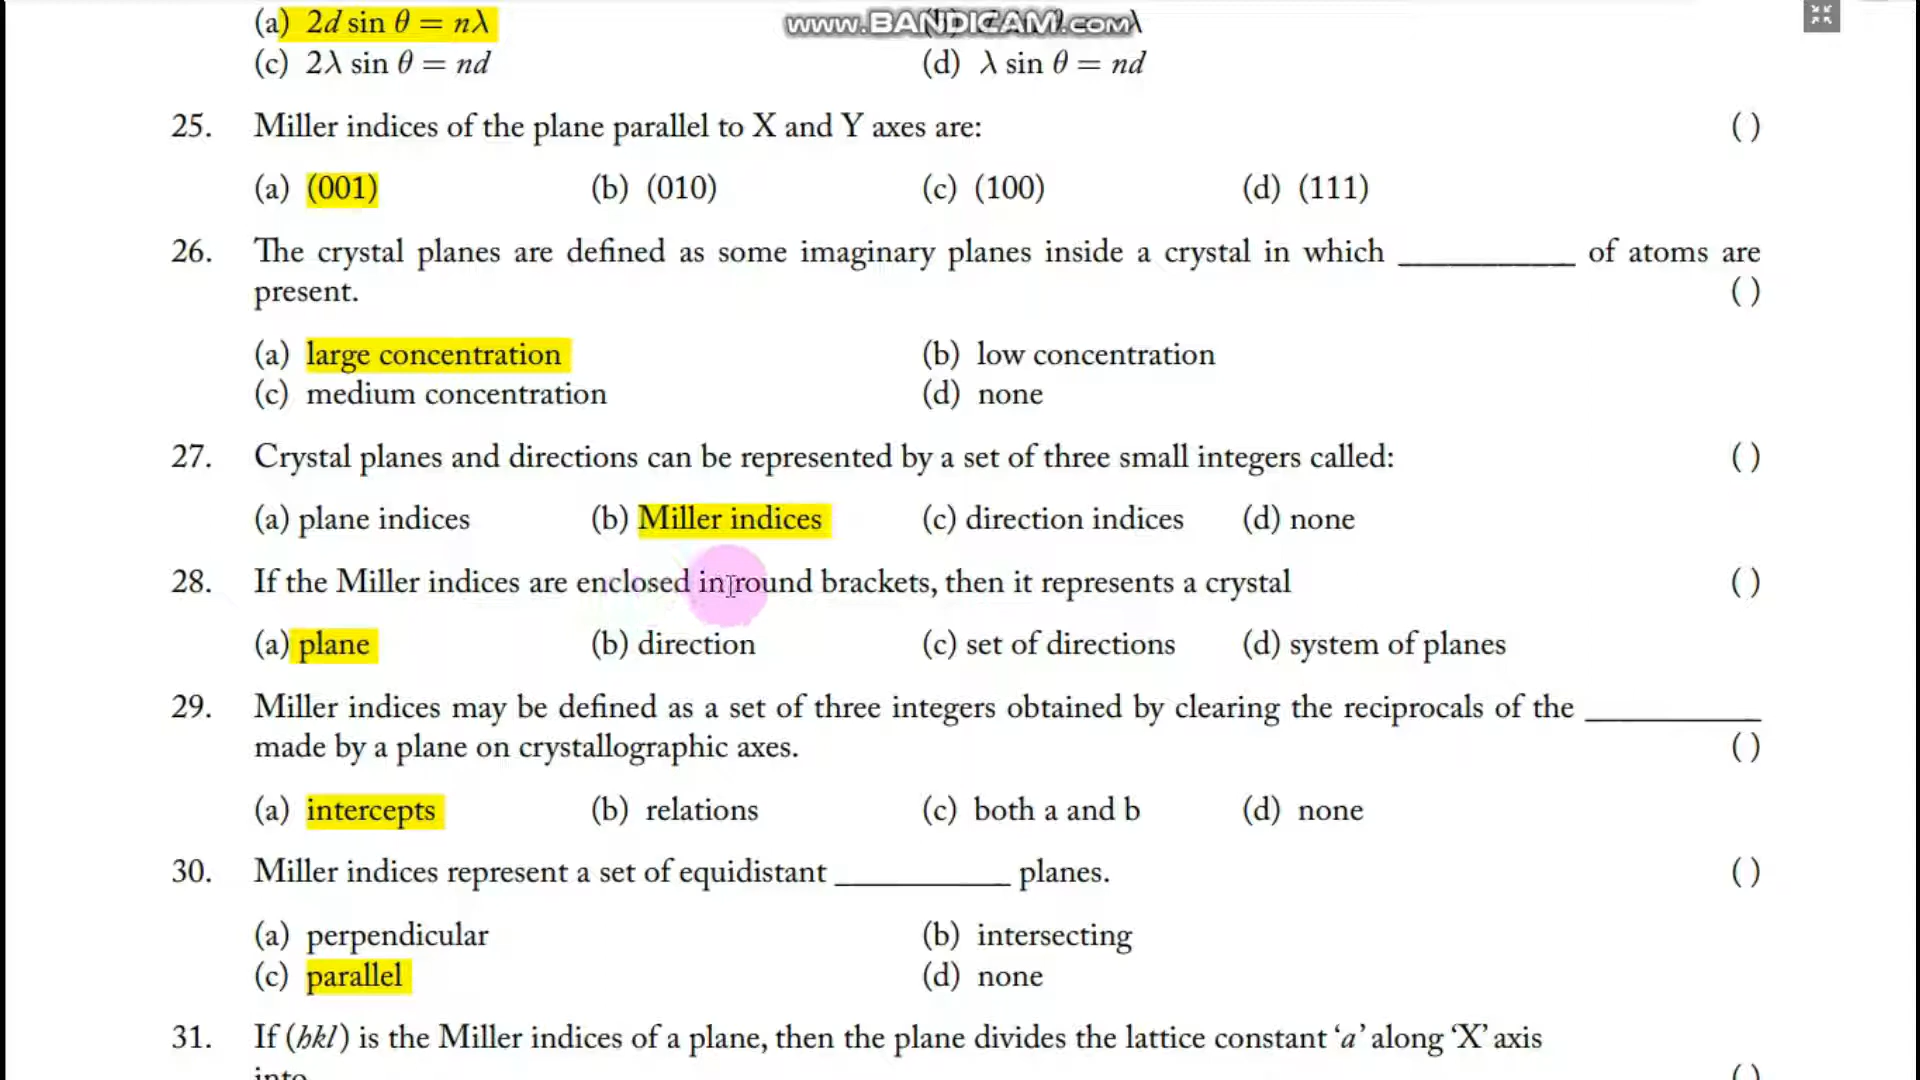 (a) 2d sin θ = nλ www.BANDICAM.com λ
(c) 2λ sin θ = nd (d) λ sin θ = nd
25. Miller indices of the plane parallel to X and Y axes are: ( )
(a) (001) (b) (010) (c) (100) (d) (111)
26. The crystal planes are defined as some imaginary planes inside a crystal in which ___________ of atoms are
present. ( )
(a) large concentration (b) low concentration
(c) medium concentration (d) none
27. Crystal planes and directions can be represented by a set of three small integers called: ( )
(a) plane indices (b) Miller indices (c) direction indices (d) none
28. If the Miller indices are enclosed in round brackets, then it represents a crystal ( )
(a) plane (b) direction (c) set of directions (d) system of planes
29. Miller indices may be defined as a set of three integers obtained by clearing the reciprocals of the ___________
made by a plane on crystallographic axes. ( )
(a) intercepts (b) relations (c) both a and b (d) none
30. Miller indices represent a set of equidistant ___________ planes. ( )
(a) perpendicular (b) intersecting
(c) parallel (d) none
31. If (hkl) is the Miller indices of a plane, then the plane divides the lattice constant ‘a’ along ‘X’ axis
into ( )